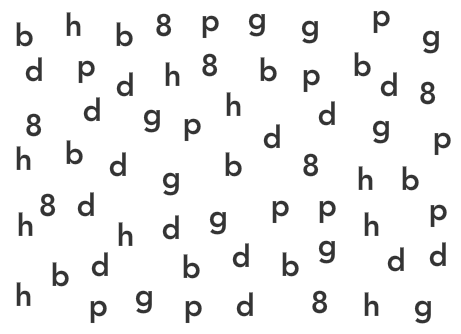 b h b 8 p g g p g
d p d h 8 b p b d 8
8 d g p h d d g p
h b d g b 8 h b
h 8 d h d g p p h p
h b d b d b g d d
p g p d 8 h g